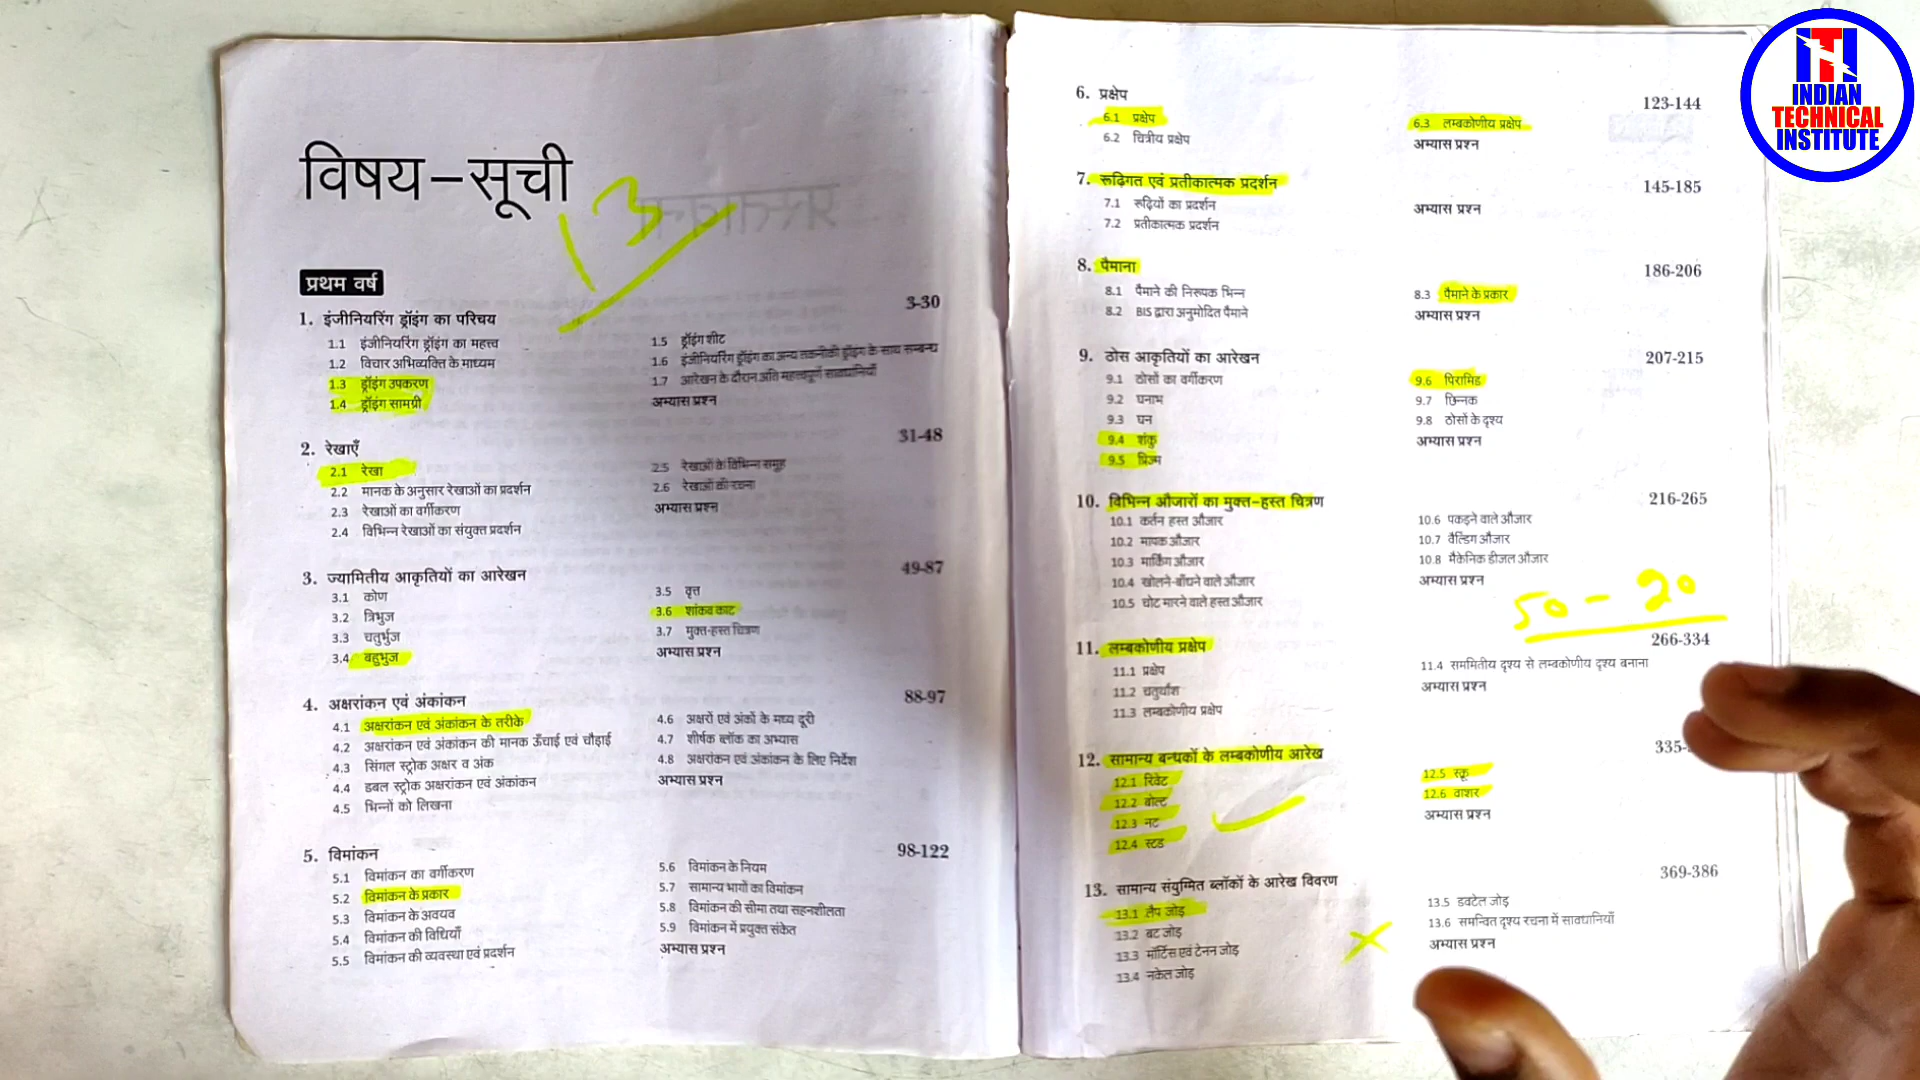 विषय-सूची
13
प्रथम वर्ष
1. इंजीनियरिंग ड्रॉइंग का परिचय 3-30
1.1 इंजीनियरिंग ड्रॉइंग का महत्त्व
1.2 विचार अभिव्यक्ति के माध्यम
1.3 ड्रॉइंग उपकरण
1.4 ड्रॉइंग सामग्री
1.5 ड्रॉइंग शीट
1.6 इंजीनियरिंग ड्रॉइंग का अन्य तकनीकी ड्रॉइंग के साथ सम्बन्ध
1.7 आरेखन के दौरान अति महत्त्वपूर्ण सावधानियाँ
अभ्यास प्रश्न
2. रेखाएँ 31-48
2.1 रेखा
2.2 मानक के अनुसार रेखाओं का प्रदर्शन
2.3 रेखाओं का वर्गीकरण
2.4 विभिन्न रेखाओं का संयुक्त प्रदर्शन
2.5 रेखाओं के विभिन्न समूह
2.6 रेखाओं की रचना
अभ्यास प्रश्न
3. ज्यामितीय आकृतियों का आरेखन 49-87
3.1 कोण
3.2 त्रिभुज
3.3 चतुर्भुज
3.4 बहुभुज
3.5 वृत्त
3.6 शांकव काट
3.7 मुक्त-हस्त चित्रण
अभ्यास प्रश्न
4. अक्षरांकन एवं अंकांकन 88-97
4.1 अक्षरांकन एवं अंकांकन के तरीके
4.2 अक्षरांकन एवं अंकांकन की मानक ऊँचाई एवं चौड़ाई
4.3 सिंगल स्ट्रोक अक्षर व अंक
4.4 डबल स्ट्रोक अक्षरांकन एवं अंकांकन
4.5 भिन्नों को लिखना
4.6 अक्षरों एवं अंकों के मध्य दूरी
4.7 शीर्षक ब्लॉक का अभ्यास
4.8 अक्षरांकन एवं अंकांकन के लिए निर्देश
अभ्यास प्रश्न
5. विमांकन 98-122
5.1 विमांकन का वर्गीकरण
5.2 विमांकन के प्रकार
5.3 विमांकन के अवयव
5.4 विमांकन की विधियाँ
5.5 विमांकन की व्यवस्था एवं प्रदर्शन
5.6 विमांकन के नियम
5.7 सामान्य भागों का विमांकन
5.8 विमांकन की सीमा तथा सहनशीलता
5.9 विमांकन में प्रयुक्त संकेत
अभ्यास प्रश्न
6. प्रक्षेप 123-144
6.1 प्रक्षेप
6.2 चित्रीय प्रक्षेप
6.3 लम्बकोणीय प्रक्षेप
अभ्यास प्रश्न
7. रूढ़िगत एवं प्रतीकात्मक प्रदर्शन 145-185
7.1 रूढ़ियों का प्रदर्शन
7.2 प्रतीकात्मक प्रदर्शन
अभ्यास प्रश्न
8. पैमाना 186-206
8.1 पैमाने की निरूपक भिन्न
8.2 BIS द्वारा अनुमोदित पैमाने
8.3 पैमाने के प्रकार
अभ्यास प्रश्न
9. ठोस आकृतियों का आरेखन 207-215
9.1 ठोसों का वर्गीकरण
9.2 घनाभ
9.3 घन
9.4 शंकु
9.5 प्रिज्म
9.6 पिरामिड
9.7 छिन्नक
9.8 ठोसों के दृश्य
अभ्यास प्रश्न
10. विभिन्न औजारों का मुक्त-हस्त चित्रण 216-265
10.1 कर्तन हस्त औजार
10.2 मापक औजार
10.3 मार्किंग औजार
10.4 खोलने-बाँधने वाले औजार
10.5 चोट मारने वाले हस्त औजार
10.6 पकड़ने वाले औजार
10.7 वैल्डिंग औजार
10.8 मैकेनिक डीजल औजार
अभ्यास प्रश्न
50 - 20
11. लम्बकोणीय प्रक्षेप 266-334
11.1 प्रक्षेप
11.2 चतुर्थांश
11.3 लम्बकोणीय प्रक्षेप
11.4 सममितीय दृश्य से लम्बकोणीय दृश्य बनाना
अभ्यास प्रश्न
12. सामान्य बन्धकों के लम्बकोणीय आरेख 335-
12.1 रिवेट
12.2 बोल्ट
12.3 नट
12.4 स्टड
12.5 स्क्रू
12.6 वाशर
अभ्यास प्रश्न
13. सामान्य संयुग्मित ब्लॉकों के आरेख विवरण 369-386
13.1 लैप जोड़
13.2 बट जोड़
13.3 मॉर्टिस एवं टेनन जोड़
13.4 नकेल जोड़
13.5 डवटेल जोड़
13.6 समन्वित दृश्य रचना में सावधानियाँ
अभ्यास प्रश्न
ITI
INDIAN
TECHNICAL
INSTITUTE